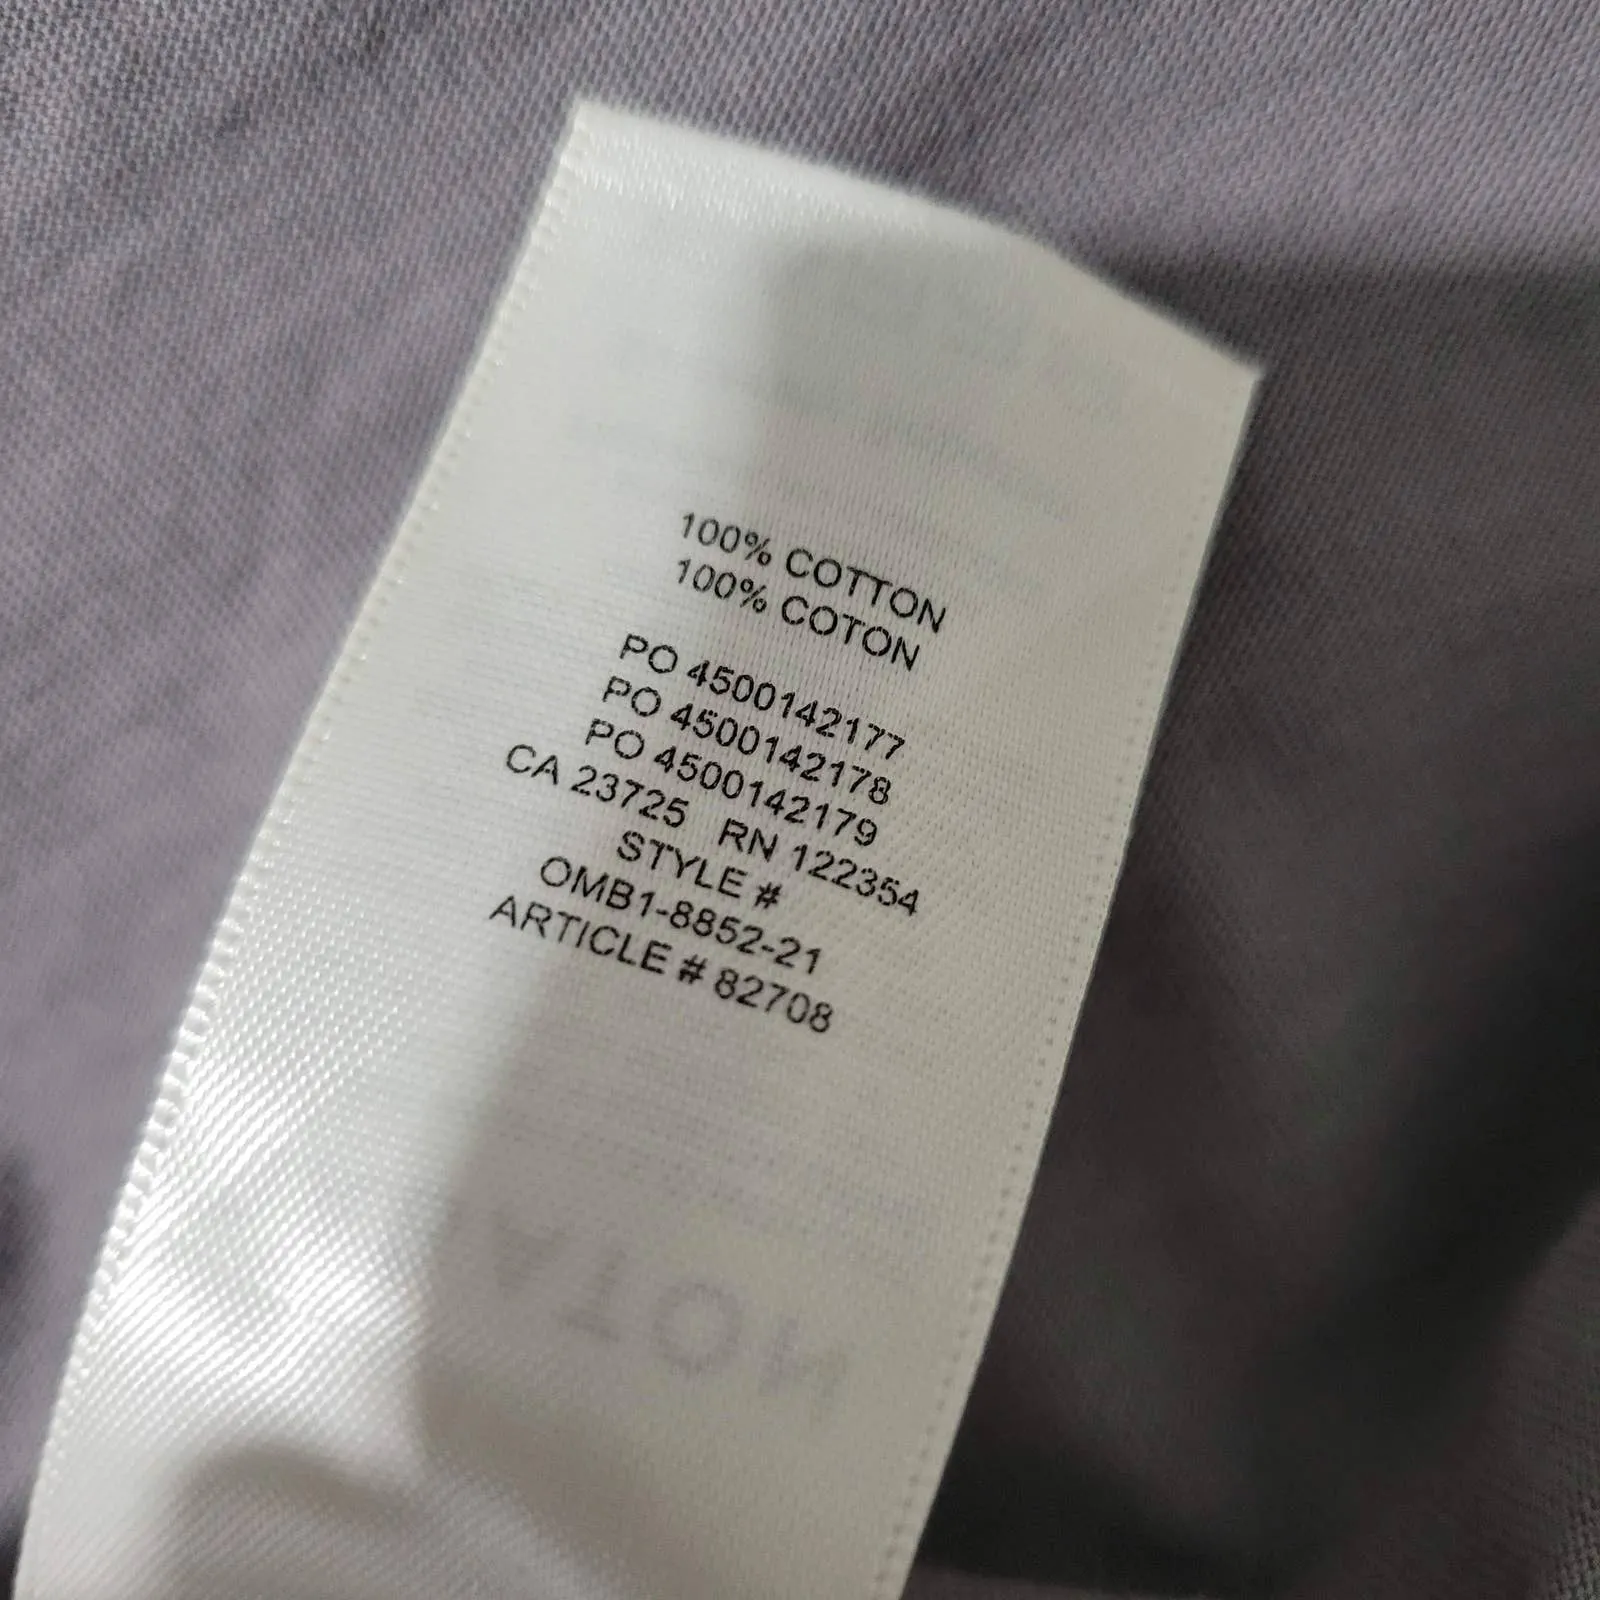 100% COTTON
100% COTON
PO 4500142177
PO 4500142178
PO 4500142179
CA 23725 RN 122354
STYLE #
OMB1-8852-21
ARTICLE # 82708